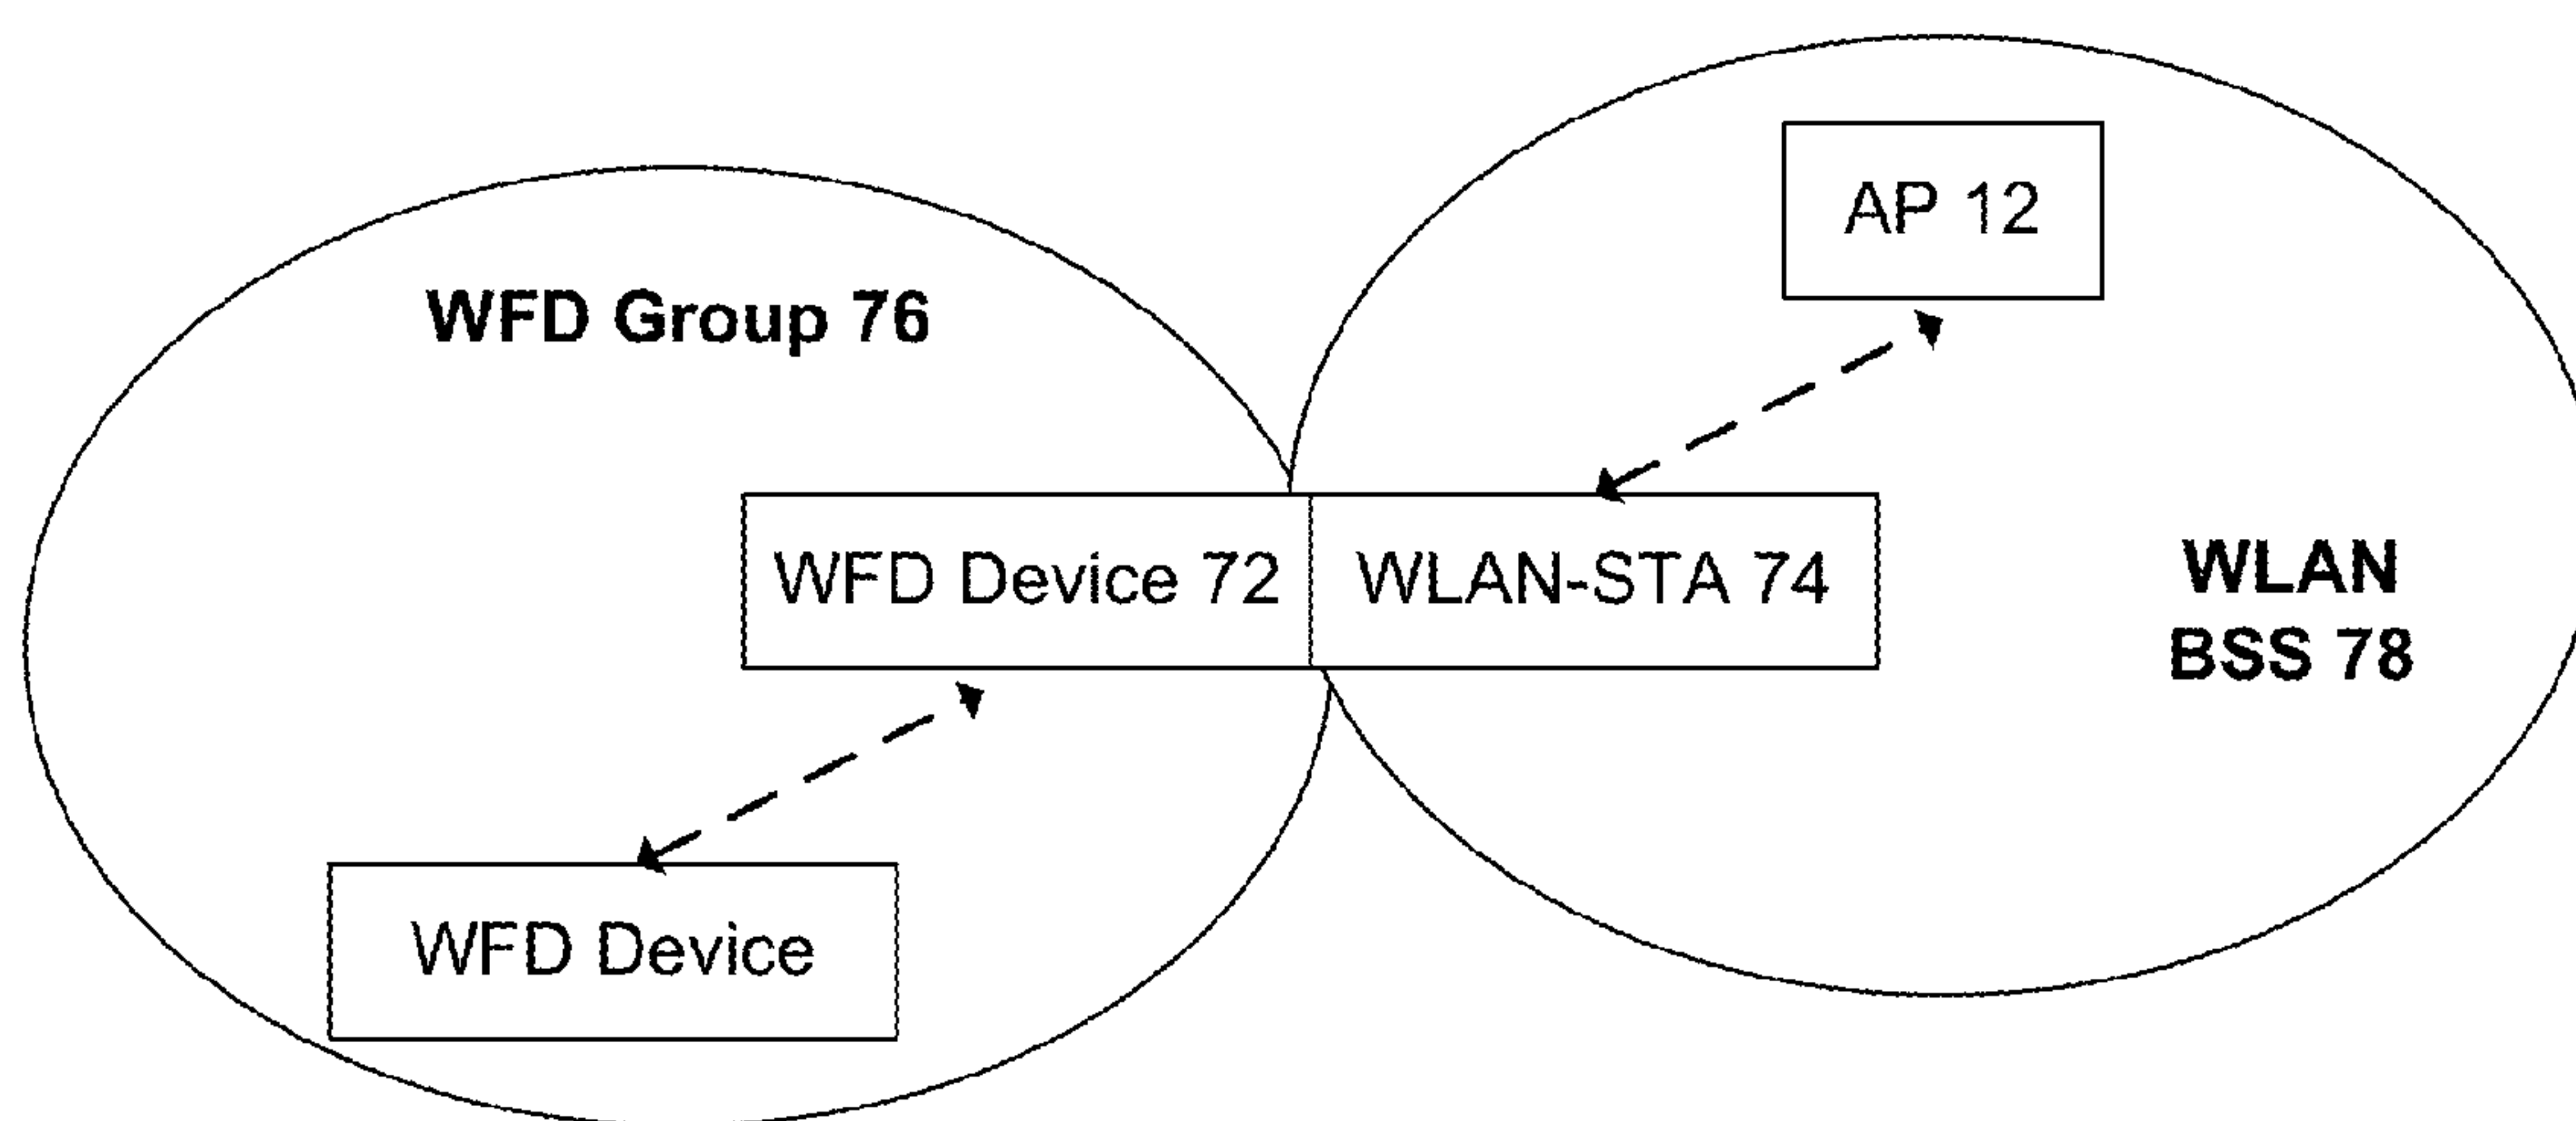 AP 12
WFD Group 76
WFD Device 72
WLAN-STA 74
WLAN
BSS 78
WFD Device